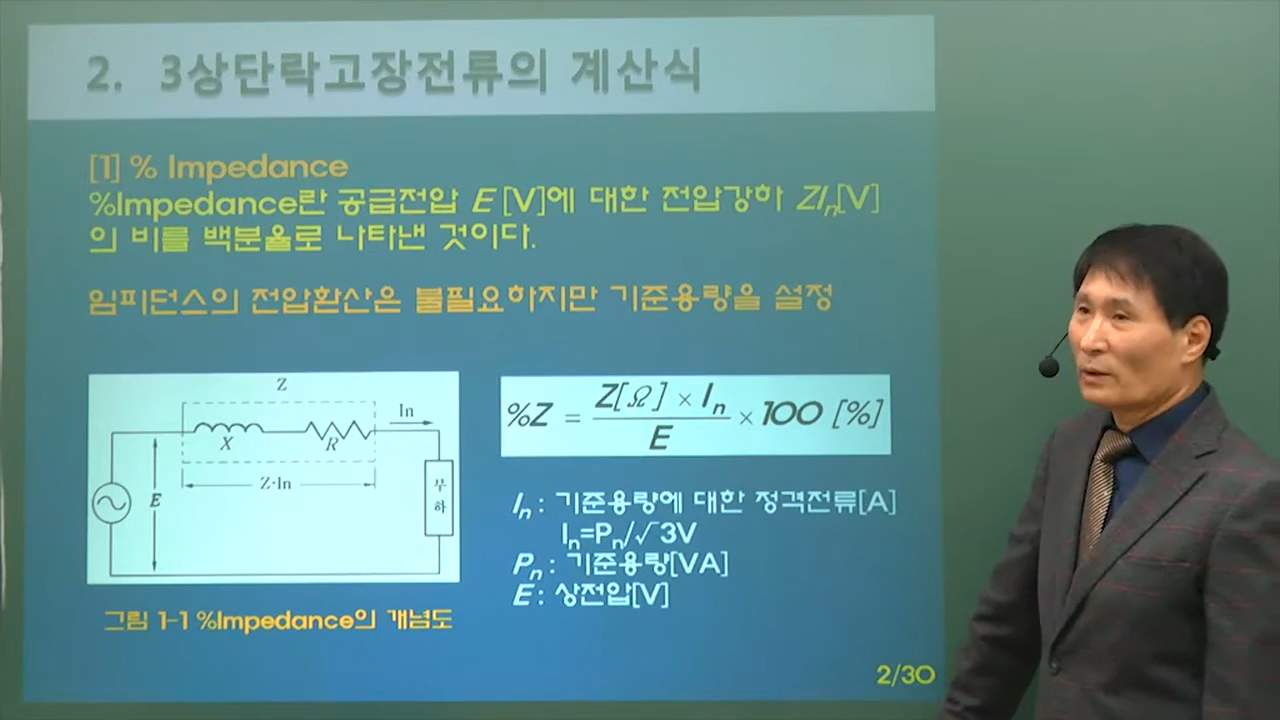 2. 3상단락고장전류의 계산식
[1] % Impedance
%Impedance란 공급전압 E [V]에 대한 전압강하 ZIn[V]
의 비를 백분율로 나타낸 것이다.
임피던스의 전압환산은 불필요하지만 기준용량을 설정
Z
In
X
R
E
Z·In
부하
%Z = Z[Ω] × In / E × 100 [%]
In : 기준용량에 대한 정격전류[A]
In=Pn/√3V
Pn : 기준용량[VA]
E : 상전압[V]
그림 1-1 %Impedance의 개념도
2/30